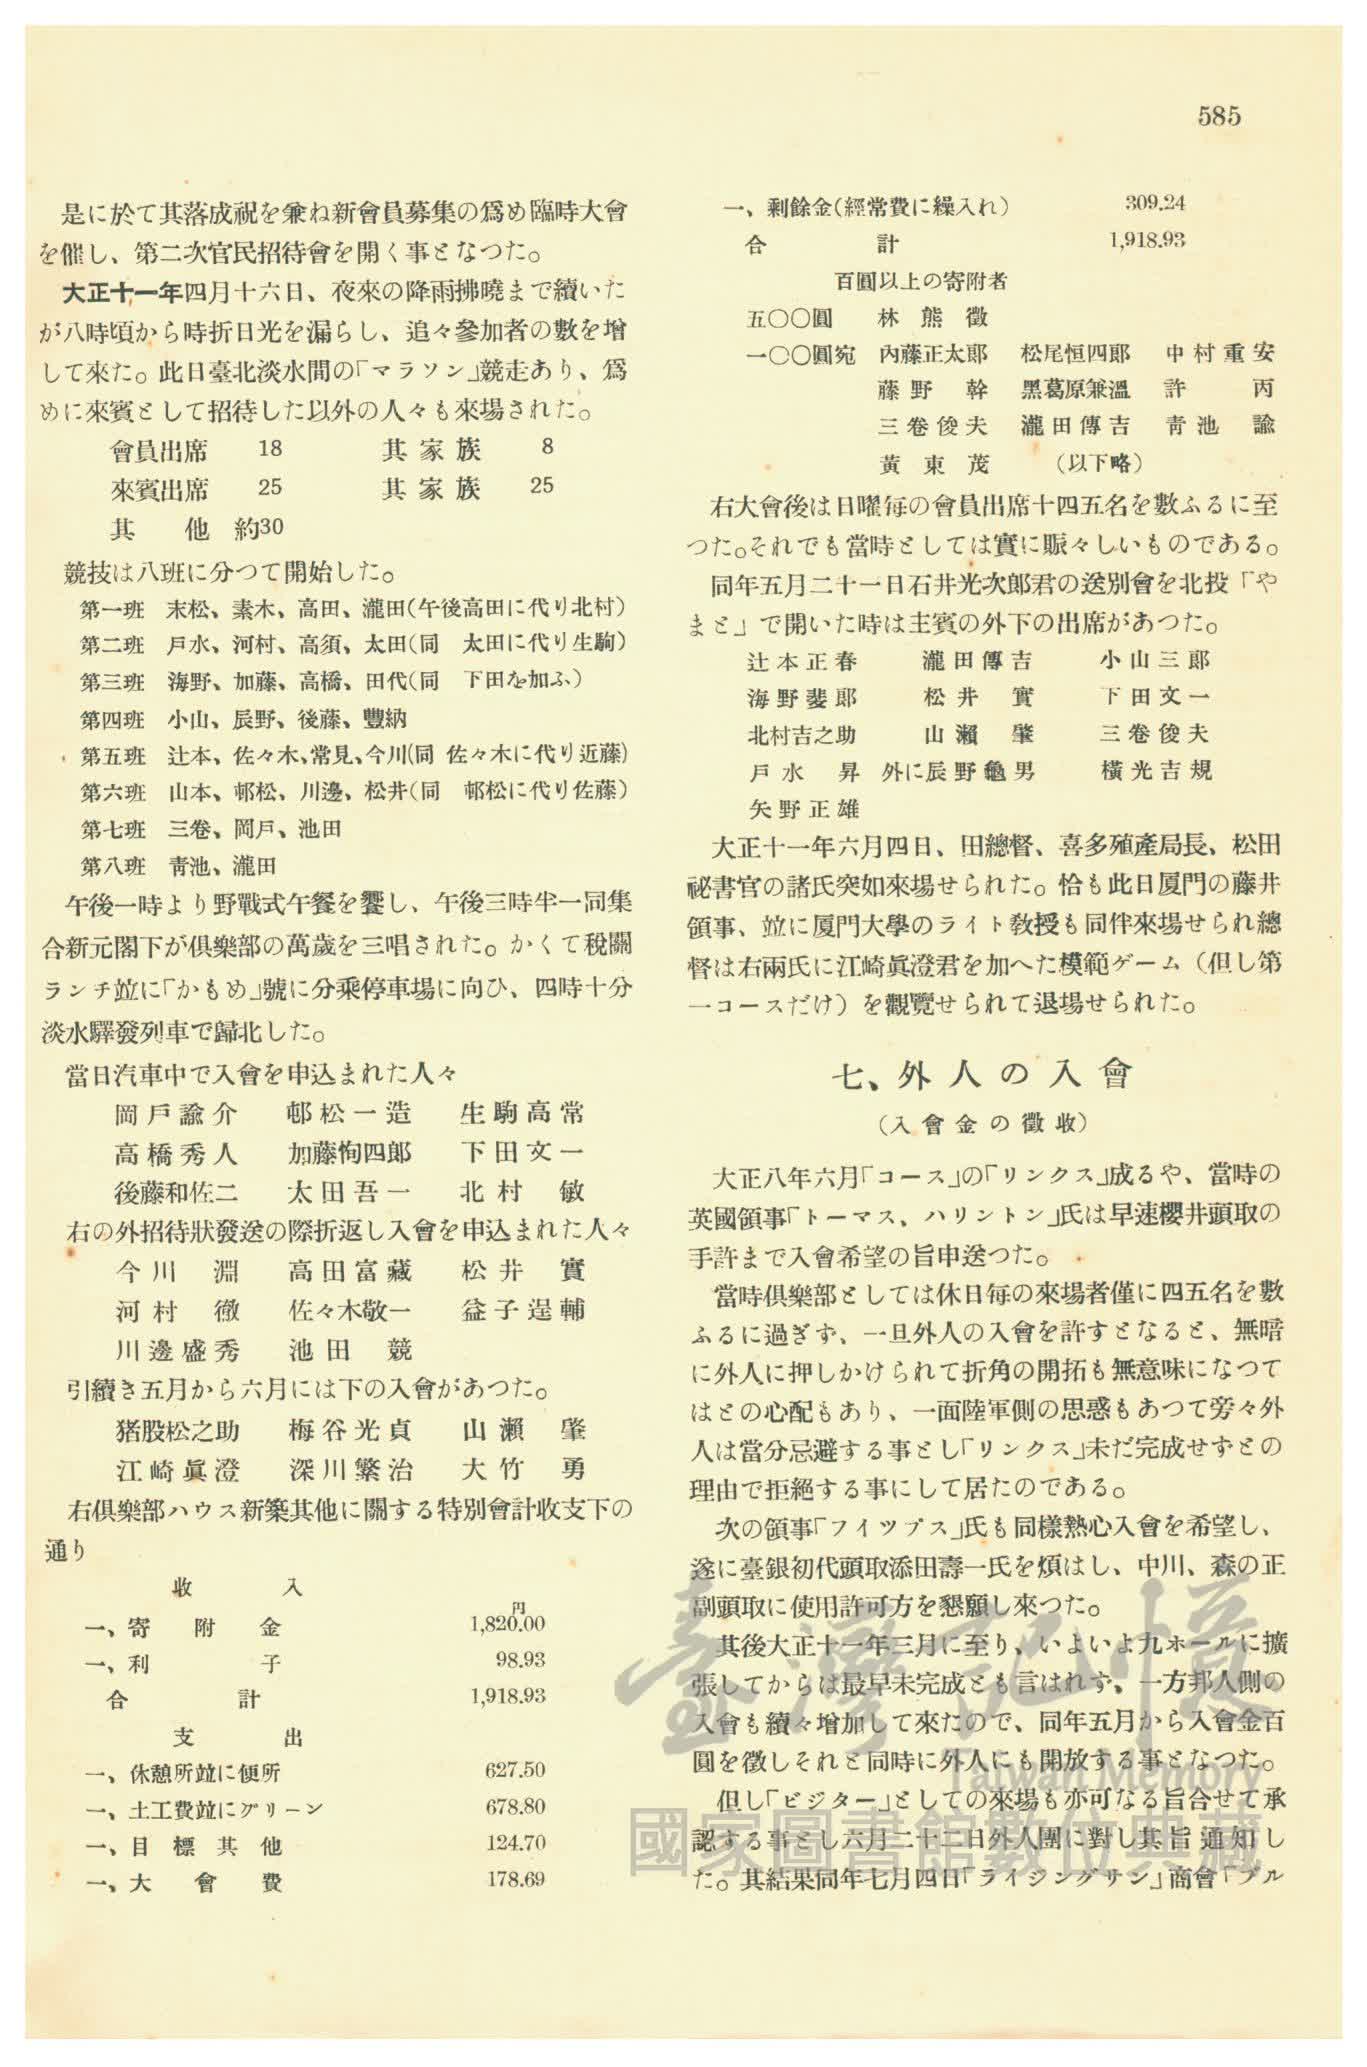 585
是に於て其落成祝を兼ね新會員募集の爲め臨時大會
を催し、第二次官民招待會を開く事となつた。
大正十一年四月十六日、夜來の降雨拂曉まで續いた
が八時頃から時折日光を漏らし、追々參加者の數を增
して來た。此日臺北淡水間の「マラソン」競走あり、爲
めに來賓として招待した以外の人々も來場された。
會員出席 18 其家族 8
來賓出席 25 其家族 25
其他 約30
競技は八班に分つて開始した。
第一班 末松、素木、高田、瀧田(午後高田に代り北村)
第二班 戸水、河村、高須、太田(同 太田に代り生駒)
第三班 海野、加藤、高橋、田代(同 下田を加ふ)
第四班 小山、辰野、後藤、豐納
第五班 辻本、佐々木、常見、今川(同 佐々木に代り近藤)
第六班 山本、邨松、川邊、松井(同 邨松に代り佐藤)
第七班 三卷、岡戸、池田
第八班 靑池、瀧田
午後一時より野戰式午餐を饗し、午後三時半一同集
合新元閣下が俱樂部の萬歲を三唱された。かくて稅關
ランチ竝に「かもめ」號に分乘停車場に向ひ、四時十分
淡水驛發列車で歸北した。
當日汽車中で入會を申込まれた人々
岡戸諭介 邨松一造 生駒高常
高橋秀人 加藤恂四郎 下田文一
後藤和佐二 太田吾一 北村敏
右の外招待狀發送の際折返し入會を申込まれた人々
今川淵 高田富藏 松井實
河村徹 佐々木敬一 益子逞輔
川邊盛秀 池田競
引續き五月から六月には下の入會があつた。
猪股松之助 梅谷光貞 山瀨肇
江崎眞澄 深川繁治 大竹勇
右俱樂部ハウス新築其他に關する特別會計收支下の
通り
收入
一、寄附金 1,820.00円
一、利子 98.93
合計 1,918.93
支出
一、休憩所竝に便所 627.50
一、土工費竝にグリーン 678.80
一、目標其他 124.70
一、大會費 178.69
一、剩餘金(經常費に繰入れ) 309.24
合計 1,918.93
百圓以上の寄附者
五〇〇圓 林熊徵
一〇〇圓宛 內藤正太郎 松尾恒四郎 中村重安
藤野幹 黑葛原兼溫 許丙
三卷俊夫 瀧田傳吉 靑池諭
黃東茂 (以下略)
右大會後は日曜每の會員出席十四五名を數ふるに至
つた。それでも當時としては實に賑々しいものである。
同年五月二十一日石井光次郎君の送別會を北投「や
まと」で開いた時は主賓の外下の出席があつた。
辻本正春 瀧田傳吉 小山三郎
海野斐郎 松井實 下田文一
北村吉之助 山瀨肇 三卷俊夫
戸水昇 外に辰野龜男 橫光吉規
矢野正雄
大正十一年六月四日、田總督、喜多殖產局長、松田
祕書官の諸氏突如來場せられた。恰も此日厦門の藤井
領事、竝に厦門大學のライト敎授も同伴來場せられ總
督は右兩氏に江崎眞澄君を加へた模範ゲーム(但し第
一コースだけ)を觀覽せられて退場せられた。
七、外人の入會
(入會金の徵收)
大正八年六月「コース」の「リンクス」成るや、當時の
英國領事「トーマス、ハリントン」氏は早速櫻井頭取の
手許まで入會希望の旨申送つた。
當時俱樂部としては休日每の來場者僅に四五名を數
ふるに過ぎず、一旦外人の入會を許すとなると、無暗
に外人に押しかけられて折角の開拓も無意味になつて
はとの心配もあり、一面陸軍側の思惑もあつて旁々外
人は當分忌避する事とし「リンクス」未だ完成せずとの
理由で拒絕する事にして居たのである。
次の領事「フイツプス」氏も同樣熱心入會を希望し、
遂に臺銀初代頭取添田壽一氏を煩はし、中川、森の正
副頭取に使用許可方を懇願し來つた。
其後大正十一年三月に至り、いよいよ九ホールに擴
張してからは最早未完成とも言はれず、一方邦人側の
入會も續々增加して來たので、同年五月から入會金百
圓を徵しそれと同時に外人にも開放する事となつた。
但し「ビジター」としての來場も亦可なる旨合せて承
認する事とし六月二十二日外人團に對し其旨通知し
た。其結果同年七月四日「ライジングサン」商會「ブル
臺灣記憶
Taiwan Memory
國家圖書館數位典藏